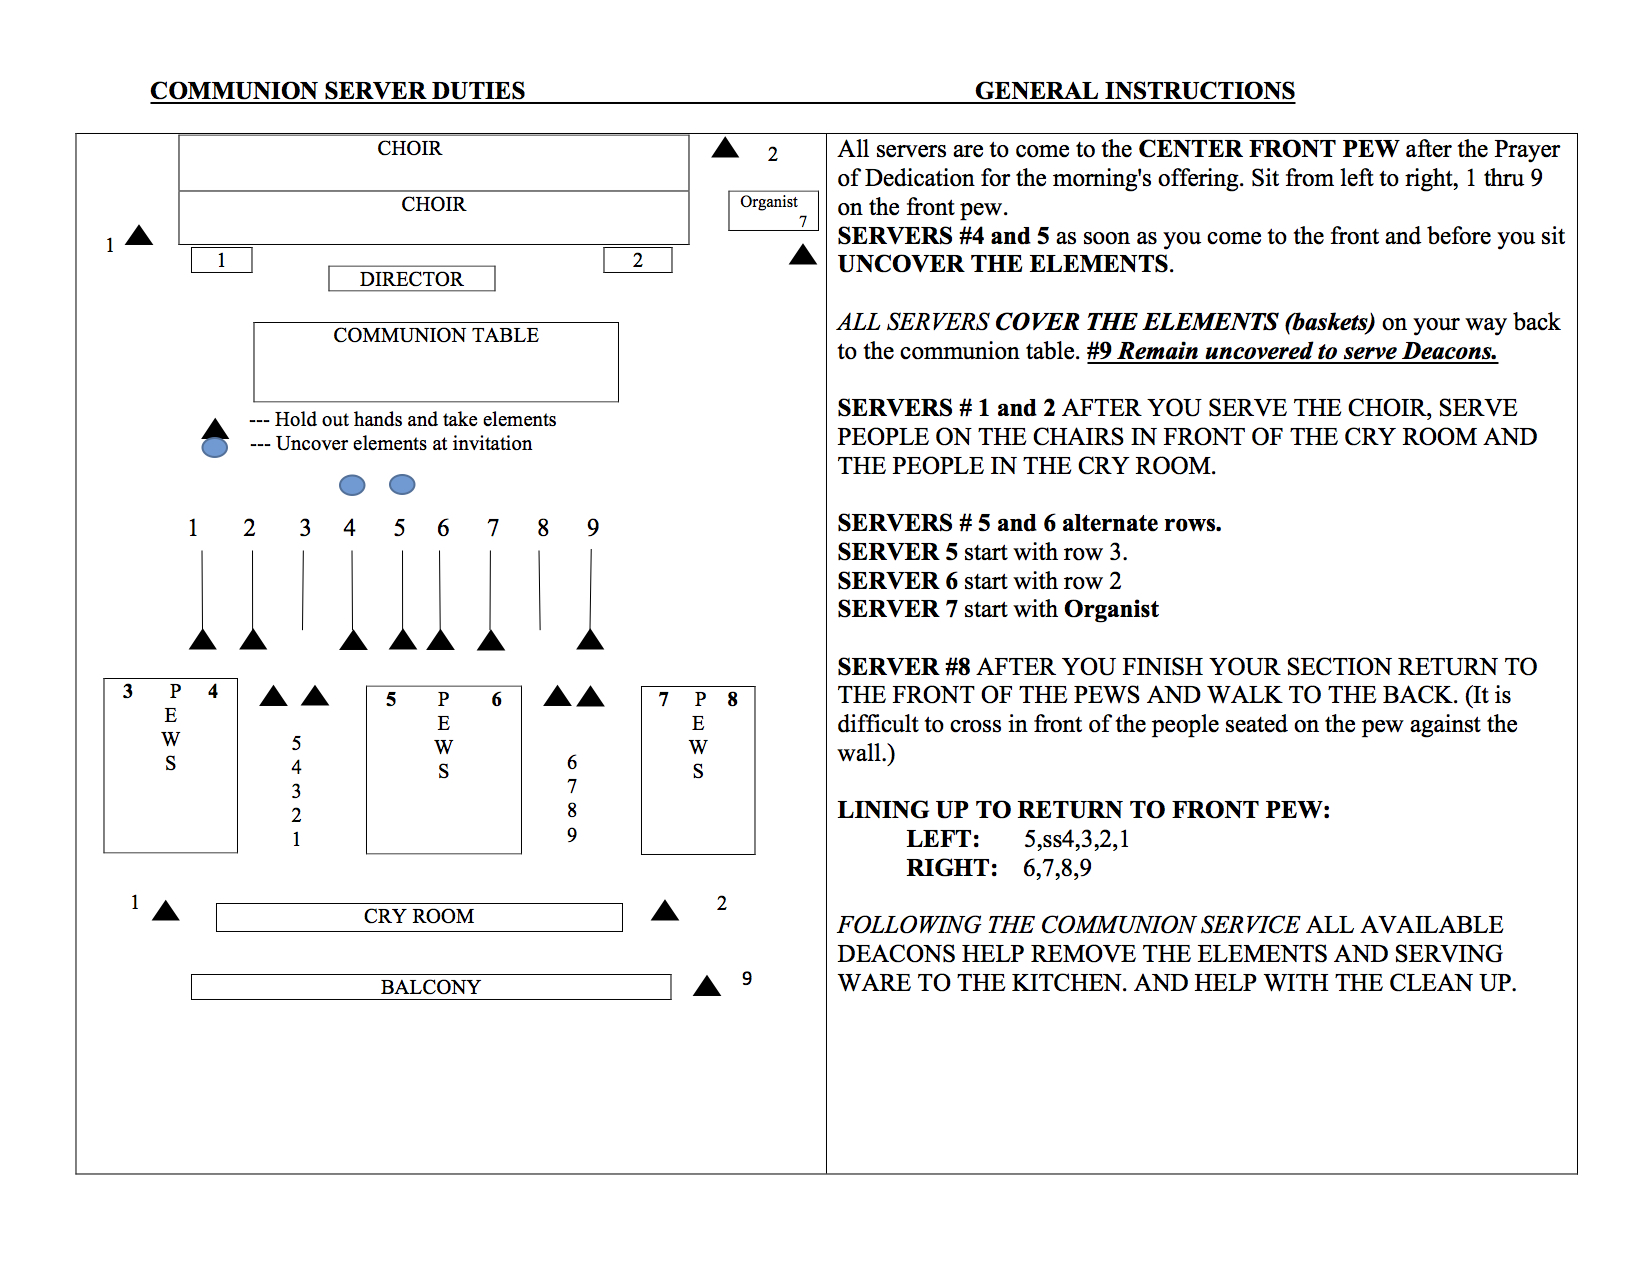 COMMUNION SERVER DUTIES GENERAL INSTRUCTIONS
CHOIR
2
CHOIR
Organist
7
1
1
2
DIRECTOR
COMMUNION TABLE
--- Hold out hands and take elements
--- Uncover elements at invitation
1 2 3 4 5 6 7 8 9
3 P 4
E
W
S
5
4
3
2
1
5 P 6
E
W
S
6
7
8
9
7 P 8
E
W
S
1
CRY ROOM
2
BALCONY
9
All servers are to come to the CENTER FRONT PEW after the Prayer
of Dedication for the morning's offering. Sit from left to right, 1 thru 9
on the front pew.
SERVERS #4 and 5 as soon as you come to the front and before you sit
UNCOVER THE ELEMENTS.
ALL SERVERS COVER THE ELEMENTS (baskets) on your way back
to the communion table. #9 Remain uncovered to serve Deacons.
SERVERS # 1 and 2 AFTER YOU SERVE THE CHOIR, SERVE
PEOPLE ON THE CHAIRS IN FRONT OF THE CRY ROOM AND
THE PEOPLE IN THE CRY ROOM.
SERVERS # 5 and 6 alternate rows.
SERVER 5 start with row 3.
SERVER 6 start with row 2
SERVER 7 start with Organist
SERVER #8 AFTER YOU FINISH YOUR SECTION RETURN TO
THE FRONT OF THE PEWS AND WALK TO THE BACK. (It is
difficult to cross in front of the people seated on the pew against the
wall.)
LINING UP TO RETURN TO FRONT PEW:
LEFT: 5,ss4,3,2,1
RIGHT: 6,7,8,9
FOLLOWING THE COMMUNION SERVICE ALL AVAILABLE
DEACONS HELP REMOVE THE ELEMENTS AND SERVING
WARE TO THE KITCHEN. AND HELP WITH THE CLEAN UP.